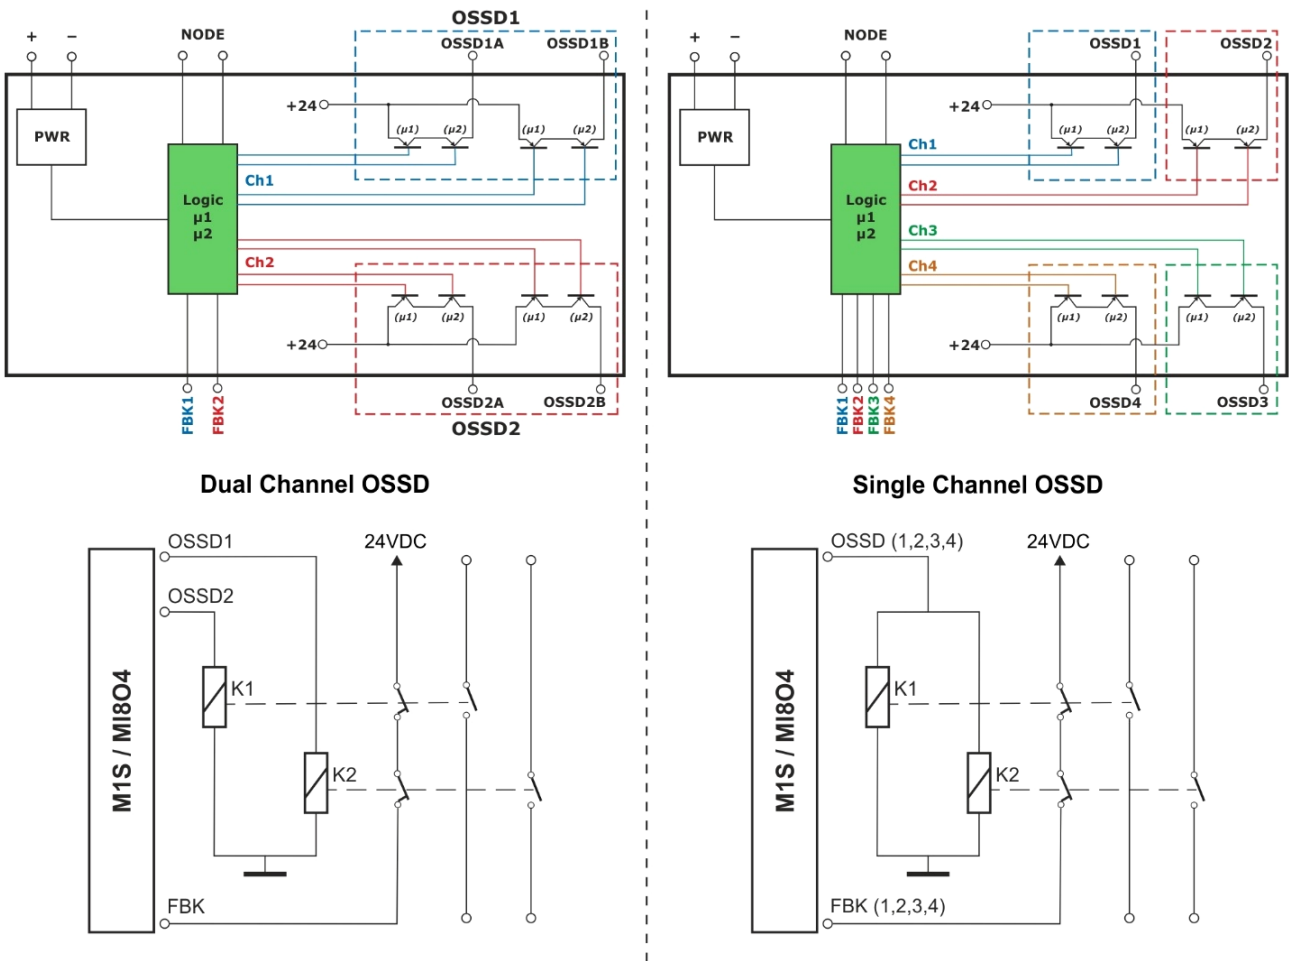 OSSD1
+ − NODE OSSD1A OSSD1B
+24
PWR
(µ1) (µ2) (µ1) (µ2)
Ch1
Logic
µ1
µ2
Ch2
(µ1) (µ2) (µ1) (µ2)
+24
FBK1
FBK2
OSSD2A OSSD2B
OSSD2
+ − NODE OSSD1 OSSD2
+24
PWR
(µ1) (µ2) (µ1) (µ2)
Ch1
Ch2
Logic
µ1
µ2
Ch3
Ch4
(µ1) (µ2) (µ1) (µ2)
+24
FBK1
FBK2
FBK3
FBK4
OSSD4 OSSD3
Dual Channel OSSD
OSSD1 24VDC
OSSD2
K1
K2
M1S / MI8O4
FBK
Single Channel OSSD
OSSD (1,2,3,4) 24VDC
K1
K2
M1S / MI8O4
FBK (1,2,3,4)